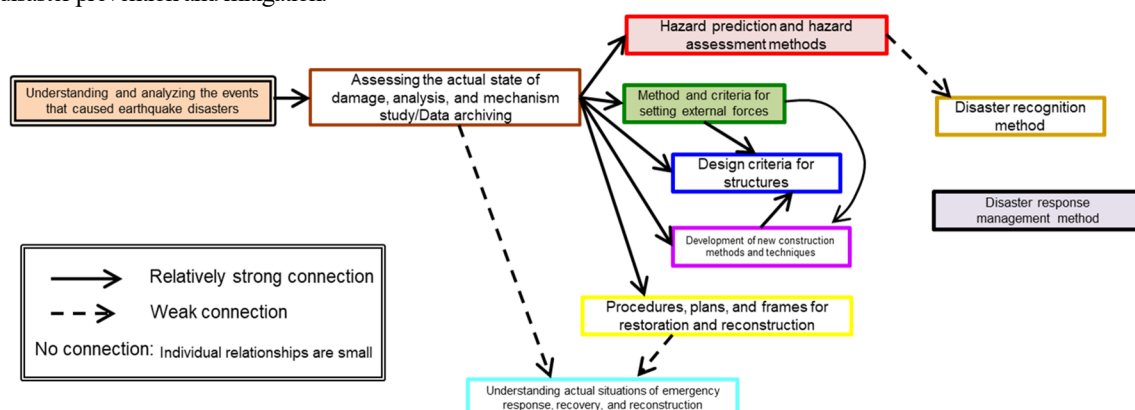 disaster prevention and mitigation.
Hazard prediction and hazard
assessment methods
Understanding and analyzing the events
that caused earthquake disasters
Assessing the actual state of
damage, analysis, and mechanism
study/Data archiving
Method and criteria for
setting external forces
Disaster recognition
method
Design criteria for
structures
Disaster response
management method
Development of new construction
methods and techniques
Relatively strong connection
Weak connection
No connection: Individual relationships are small
Procedures, plans, and frames for
restoration and reconstruction
Understanding actual situations of emergency
response, recovery, and reconstruction